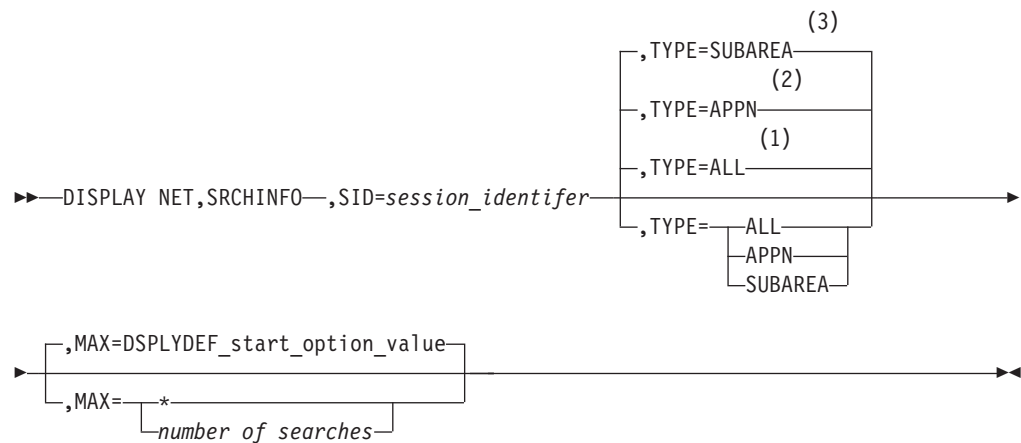 (3)
,TYPE=SUBAREA
(2)
,TYPE=APPN
(1)
,TYPE=ALL
DISPLAY NET,SRCHINFO ,SID=session_identifer
,TYPE= ALL
APPN
SUBAREA
,MAX=DSPLYDEF_start_option_value
,MAX= *
number of searches